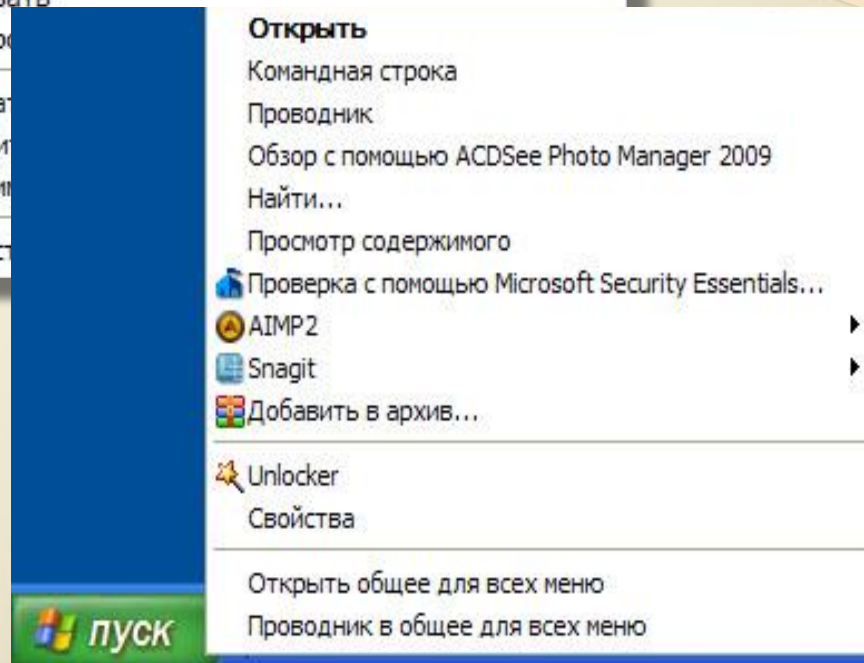 Открыть
Командная строка
Проводник
Обзор с помощью ACDSee Photo Manager 2009
Найти...
Просмотр содержимого
Проверка с помощью Microsoft Security Essentials...
AIMP2
Snagit
Добавить в архив...
Unlocker
Свойства
Открыть общее для всех меню
Проводник в общее для всех меню
пуск